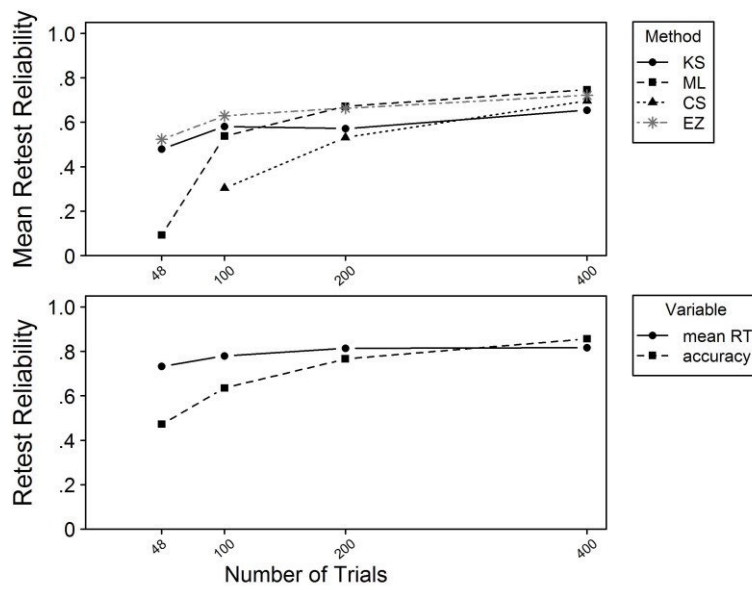 Mean Retest Reliability
1.0
.8
.6
.4
.2
0
48
100
200
400
Method
KS
ML
CS
EZ
Retest Reliability
1.0
.8
.6
.4
.2
0
48
100
200
400
Number of Trials
Variable
mean RT
accuracy